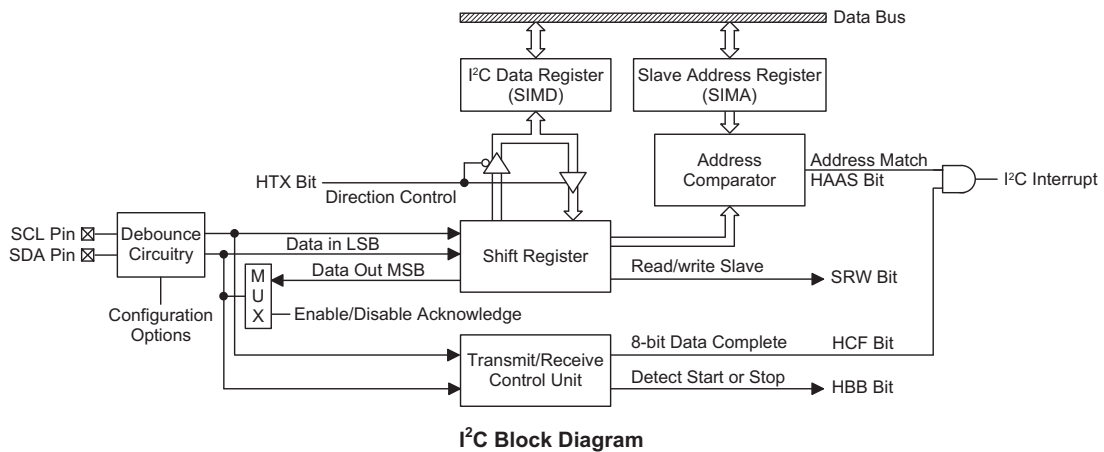 Data Bus
I²C Data Register
(SIMD)
Slave Address Register
(SIMA)
HTX Bit
Direction Control
Address
Comparator
Address Match
HAAS Bit
I²C Interrupt
SCL Pin
SDA Pin
Debounce
Circuitry
Data in LSB
Shift Register
Data Out MSB
Read/write Slave
SRW Bit
M
U
X
Enable/Disable Acknowledge
Configuration
Options
Transmit/Receive
Control Unit
8-bit Data Complete
HCF Bit
Detect Start or Stop
HBB Bit
I²C Block Diagram